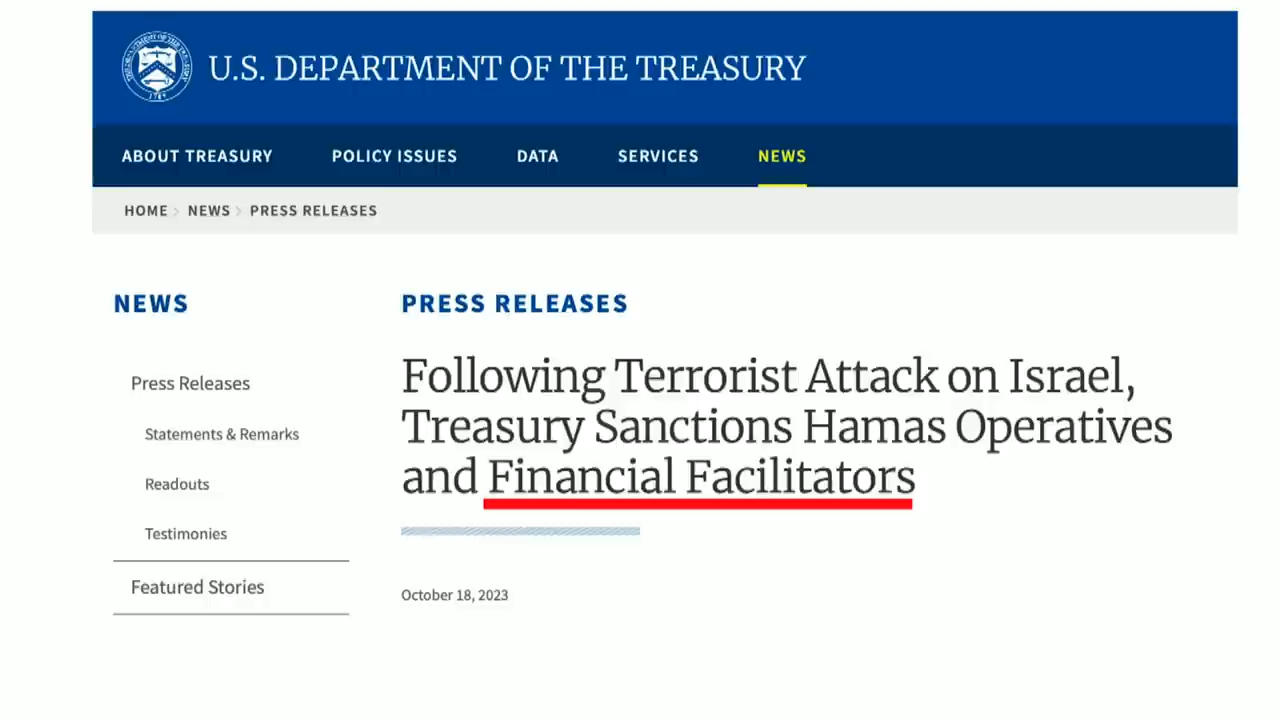 U.S. DEPARTMENT OF THE TREASURY
ABOUT TREASURY POLICY ISSUES DATA SERVICES NEWS
HOME > NEWS > PRESS RELEASES
NEWS
Press Releases
Statements & Remarks
Readouts
Testimonies
Featured Stories
PRESS RELEASES
Following Terrorist Attack on Israel,
Treasury Sanctions Hamas Operatives
and Financial Facilitators
October 18, 2023